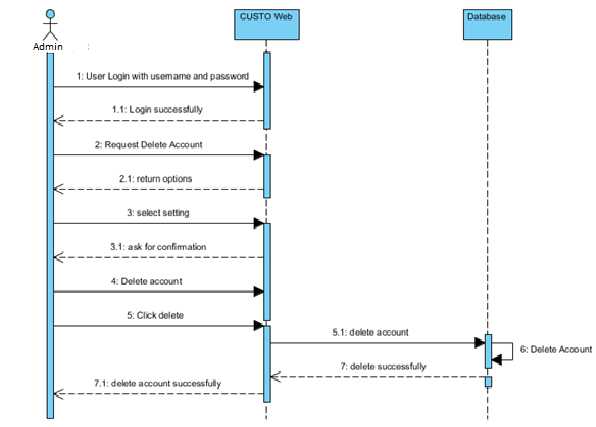 CUSTO Web
Database
Admin
1: User Login with username and password
1.1: Login successfully
2: Request Delete Account
2.1: return options
3: select setting
3.1: ask for confirmation
4: Delete account
5: Click delete
5.1: delete account
6: Delete Account
7: delete successfully
7.1: delete account successfully